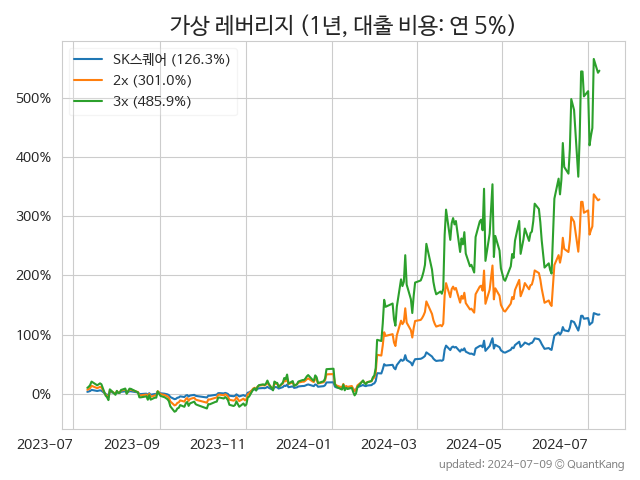 가상 레버리지 (1년, 대출 비용: 연 5%)
SK스퀘어 (126.3%)
2x (301.0%)
3x (485.9%)
500%
400%
300%
200%
100%
0%
2023-07 2023-09 2023-11 2024-01 2024-03 2024-05 2024-07
updated: 2024-07-09 © QuantKang